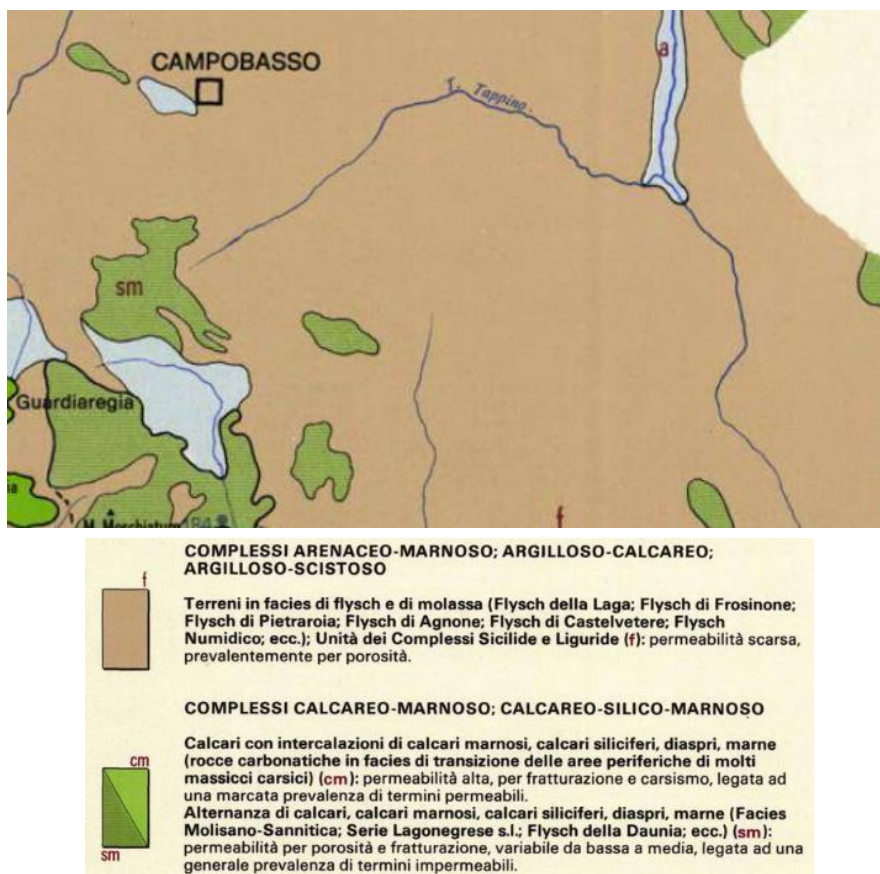 CAMPOBASSO
a
T. Tappino.
sm
Guardiaregia
M. Moschiaturo 184
f
COMPLESSI ARENACEO-MARNOSO; ARGILLOSO-CALCAREO;
ARGILLOSO-SCISTOSO
f
Terreni in facies di flysch e di molassa (Flysch della Laga; Flysch di Frosinone;
Flysch di Pietraroia; Flysch di Agnone; Flysch di Castelvetere; Flysch
Numidico; ecc.); Unità dei Complessi Sicilide e Liguride (f): permeabilità scarsa,
prevalentemente per porosità.
COMPLESSI CALCAREO-MARNOSO; CALCAREO-SILICO-MARNOSO
Calcari con intercalazioni di calcari marnosi, calcari siliciferi, diaspri, marne
cm
(rocce carbonatiche in facies di transizione delle aree periferiche di molti
massicci carsici) (cm): permeabilità alta, per fratturazione e carsismo, legata ad
una marcata prevalenza di termini permeabili.
Alternanza di calcari, calcari marnosi, calcari siliciferi, diaspri, marne (Facies
Molisano-Sannitica; Serie Lagonegrese s.l.; Flysch della Daunia; ecc.) (sm):
sm
permeabilità per porosità e fratturazione, variabile da bassa a media, legata ad una
generale prevalenza di termini impermeabili.